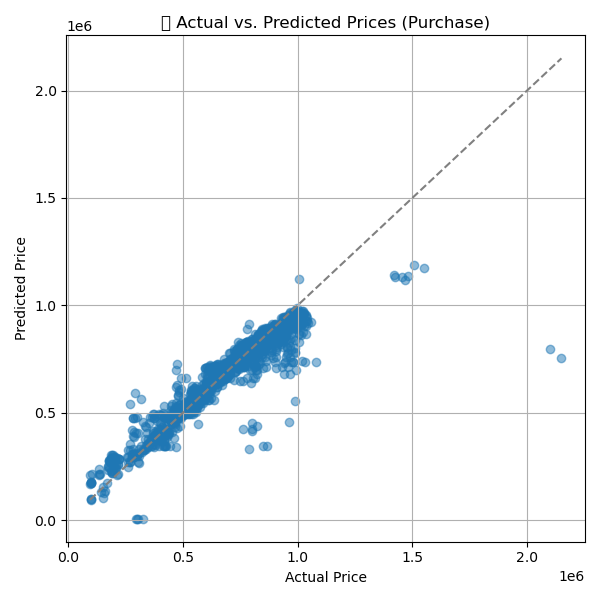 ▯ Actual vs. Predicted Prices (Purchase)
1e6
2.0
1.5
1.0
0.5
0.0
Predicted Price
0.0 0.5 1.0 1.5 2.0
1e6
Actual Price